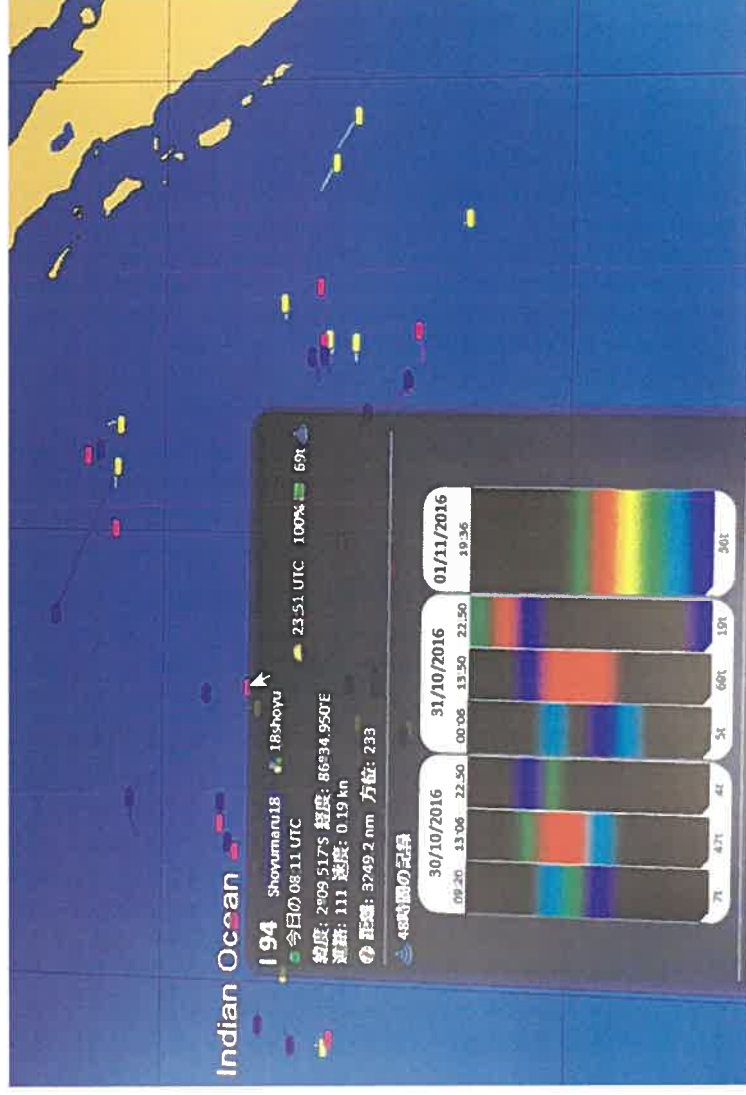 Indian Ocean
I 94 Shoyumaru18 18shoyu
今日の 08:11 UTC 23:51 UTC 100% 69t
緯度: 2°09.517'S 経度: 86°34.950'E
進路: 111 速度: 0.19 kn
距離: 3249.2 nm 方位: 233
48時間の記録
30/10/2016 31/10/2016 01/11/2016
09:20 13:06 22:50 00:06 13:50 22:50 19:36
7t 47t 4t 5t 69t 19t